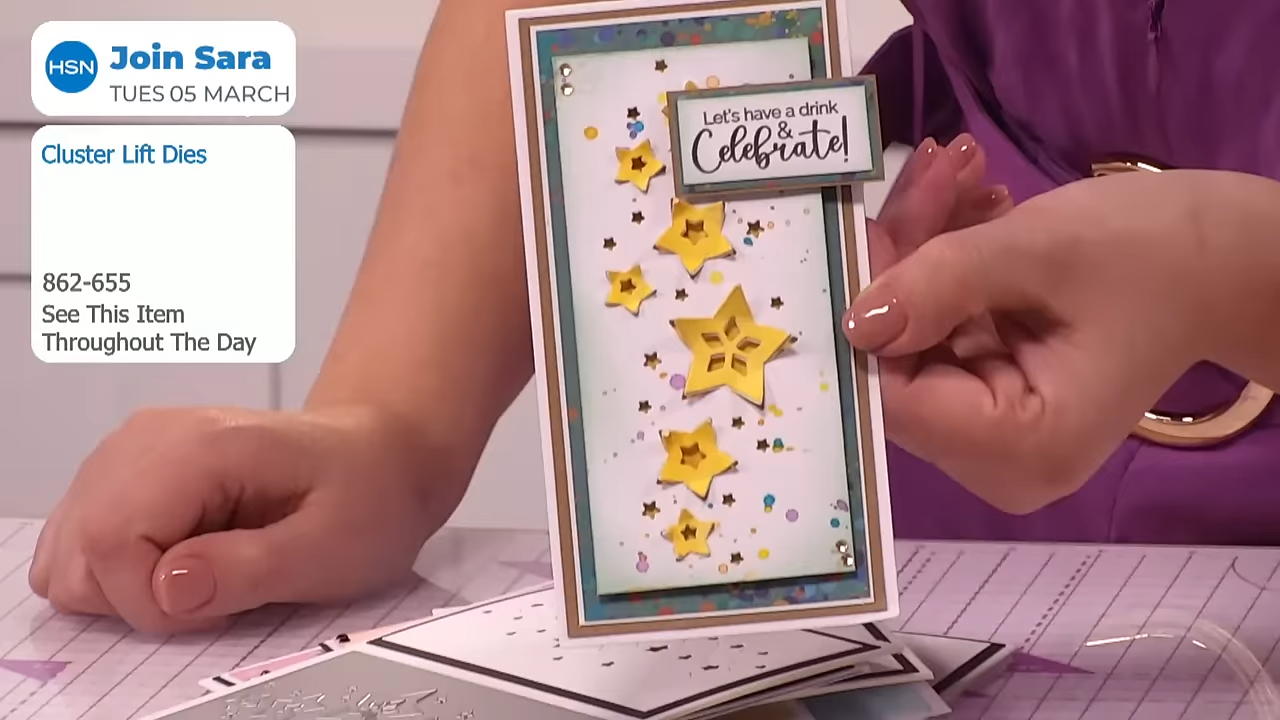 HSN
Join Sara
TUES 05 MARCH
Cluster Lift Dies
862-655
See This Item
Throughout The Day
Let's have a drink
&
Celebrate!